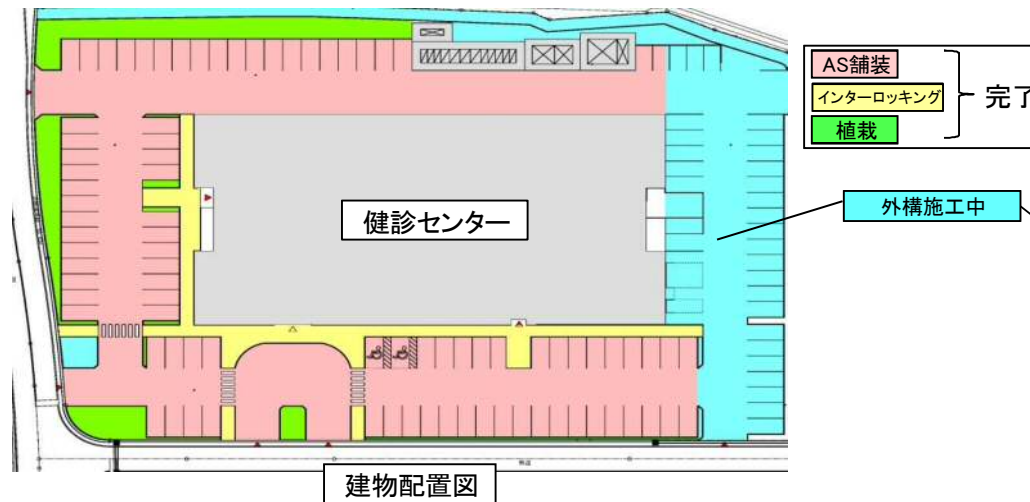 AS舗装
インターロッキング
植栽
完了
外構施工中
健診センター
建物配置図